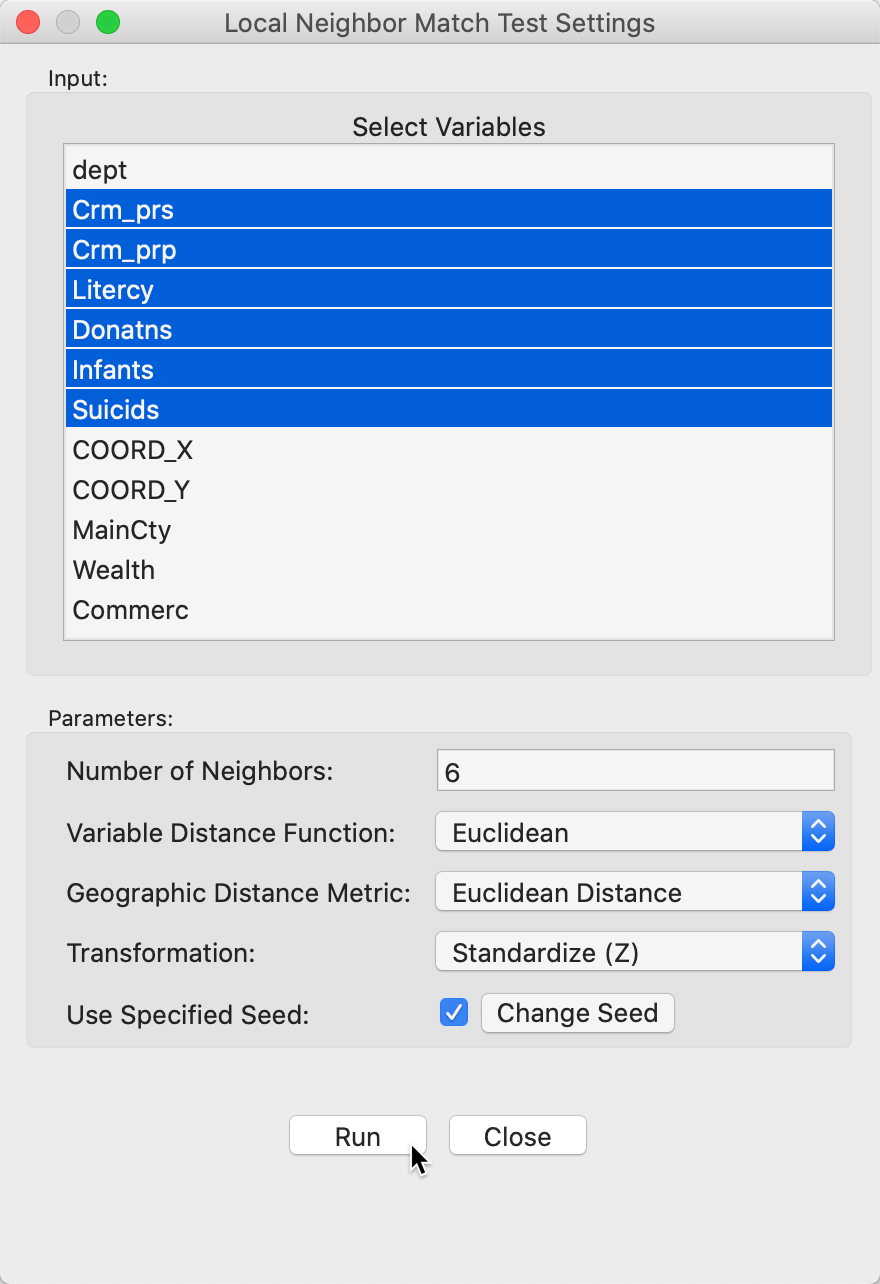 Local Neighbor Match Test Settings
Input:
Select Variables
dept
Crm_prs
Crm_prp
Litercy
Donatns
Infants
Suicids
COORD_X
COORD_Y
MainCty
Wealth
Commerc
Parameters:
Number of Neighbors: 6
Variable Distance Function: Euclidean
Geographic Distance Metric: Euclidean Distance
Transformation: Standardize (Z)
Use Specified Seed: Change Seed
Run Close